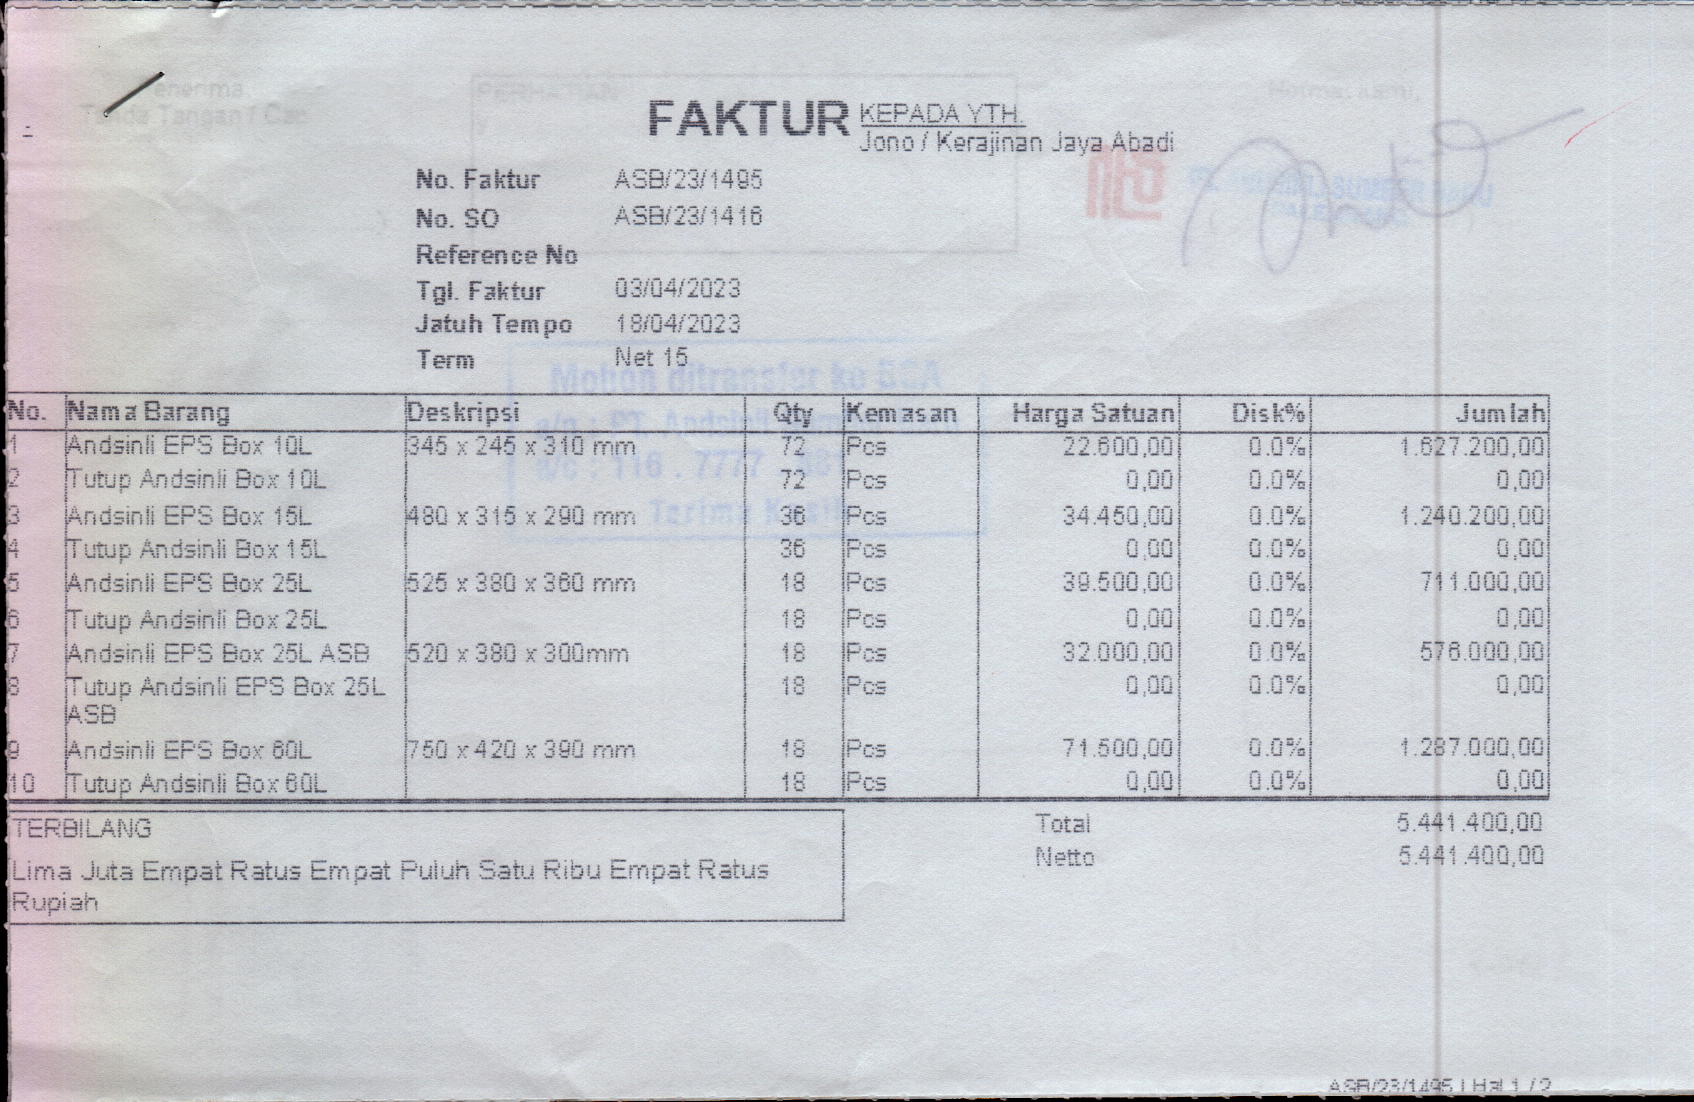 FAKTUR
KEPADA YTH.
Jono / Kerajinan Jaya Abadi
No. Faktur ASB/23/1495
No. SO ASB/23/1416
Reference No
Tgl. Faktur 03/04/2023
Jatuh Tempo 18/04/2023
Term Net 15
Mohon ditransfer ke BCA
a/n : PT. Andsinli
a/c : 116 . 7777 .
Terima Kasih
No. Nama Barang Deskripsi Qty Kemasan Harga Satuan Disk% Jumlah
1 Andsinli EPS Box 10L 345 x 245 x 310 mm 72 Pcs 22.600,00 0.0% 1.627.200,00
2 Tutup Andsinli Box 10L 72 Pcs 0,00 0.0% 0,00
3 Andsinli EPS Box 15L 480 x 315 x 290 mm 36 Pcs 34.450,00 0.0% 1.240.200,00
4 Tutup Andsinli Box 15L 36 Pcs 0,00 0.0% 0,00
5 Andsinli EPS Box 25L 525 x 380 x 360 mm 18 Pcs 39.500,00 0.0% 711.000,00
6 Tutup Andsinli Box 25L 18 Pcs 0,00 0.0% 0,00
7 Andsinli EPS Box 25L ASB 520 x 380 x 300mm 18 Pcs 32.000,00 0.0% 576.000,00
8 Tutup Andsinli EPS Box 25L 18 Pcs 0,00 0.0% 0,00
ASB
9 Andsinli EPS Box 60L 750 x 420 x 390 mm 18 Pcs 71.500,00 0.0% 1.287.000,00
10 Tutup Andsinli Box 60L 18 Pcs 0,00 0.0% 0,00
TERBILANG
Lima Juta Empat Ratus Empat Puluh Satu Ribu Empat Ratus
Rupiah
Total 5.441.400,00
Netto 5.441.400,00
ASB/23/1495 | Hal 1 / 2